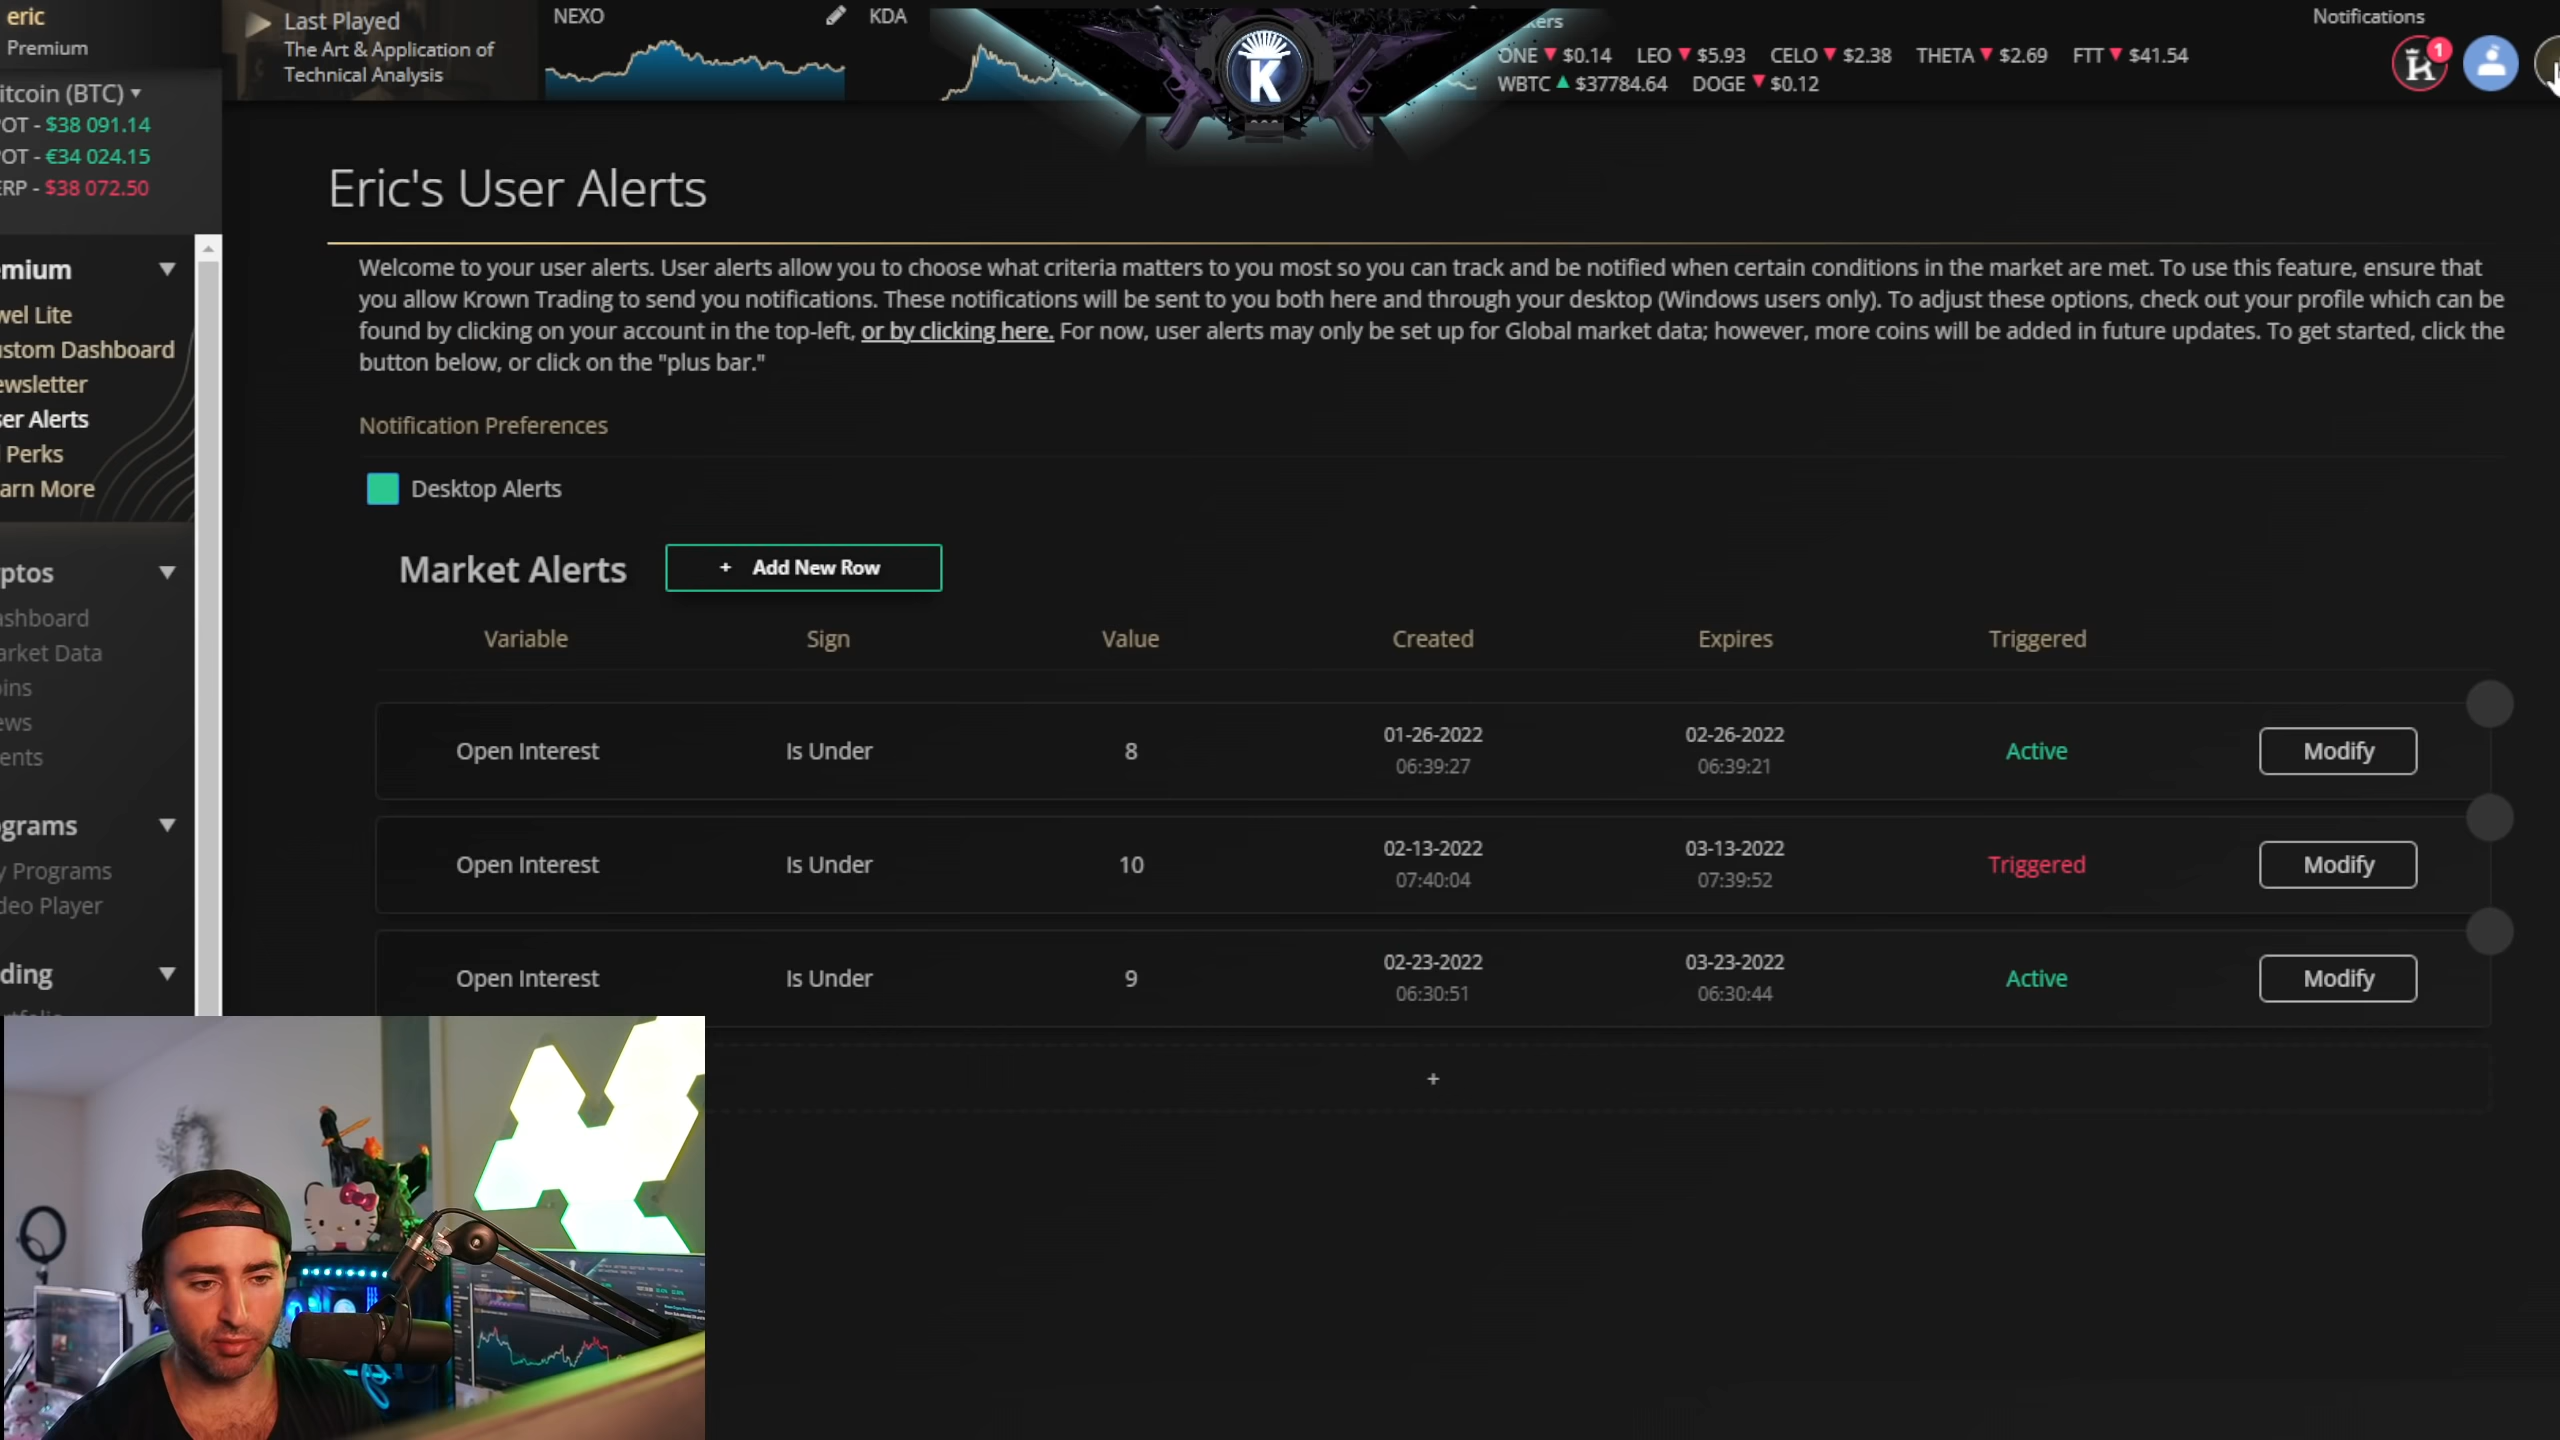 eric
Premium
itcoin (BTC) ▾
OT - $38 091.14
OT - €34 024.15
ERP - $38 072.50
Last Played
The Art & Application of
Technical Analysis
NEXO
KDA
kers
ONE ▼ $0.14 LEO ▼ $5.93 CELO ▼ $2.38 THETA ▼ $2.69 FTT ▼ $41.54
WBTC ▲ $37784.64 DOGE ▼ $0.12
Notifications
1
K
emium
wel Lite
ustom Dashboard
ewsletter
ser Alerts
Perks
arn More
ptos
ashboard
arket Data
oins
ews
ents
ograms
y Programs
deo Player
ding
Eric's User Alerts
Welcome to your user alerts. User alerts allow you to choose what criteria matters to you most so you can track and be notified when certain conditions in the market are met. To use this feature, ensure that
you allow Krown Trading to send you notifications. These notifications will be sent to you both here and through your desktop (Windows users only). To adjust these options, check out your profile which can be
found by clicking on your account in the top-left, or by clicking here. For now, user alerts may only be set up for Global market data; however, more coins will be added in future updates. To get started, click the
button below, or click on the "plus bar."
Notification Preferences
Desktop Alerts
Market Alerts
+ Add New Row
Variable Sign Value Created Expires Triggered
Open Interest Is Under 8 01-26-2022 06:39:27 02-26-2022 06:39:21 Active Modify
Open Interest Is Under 10 02-13-2022 07:40:04 03-13-2022 07:39:52 Triggered Modify
Open Interest Is Under 9 02-23-2022 06:30:51 03-23-2022 06:30:44 Active Modify
+